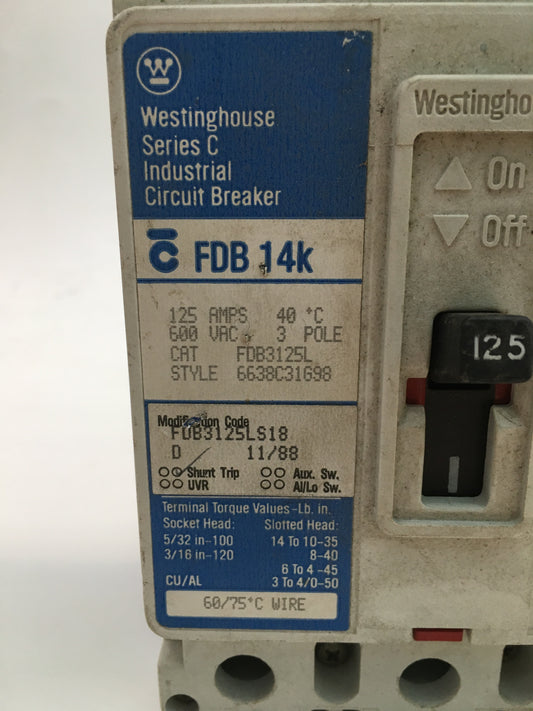 W
Westinghouse
Series C
Industrial
Circuit Breaker
C FDB 14k
125 AMPS 40 °C
600 VAC 3 POLE
CAT FDB3125L
STYLE 6638C31G98
Modification Code
FDB3125LS18
D 11/88
Shunt Trip Aux. Sw.
UVR Al/Lo Sw.
Terminal Torque Values-Lb. in.
Socket Head: Slotted Head:
5/32 in-100 14 To 10-35
3/16 in-120 8-40
6 To 4 -45
CU/AL 3 To 4/0-50
60/75°C WIRE
Westinghou
On
Off
125